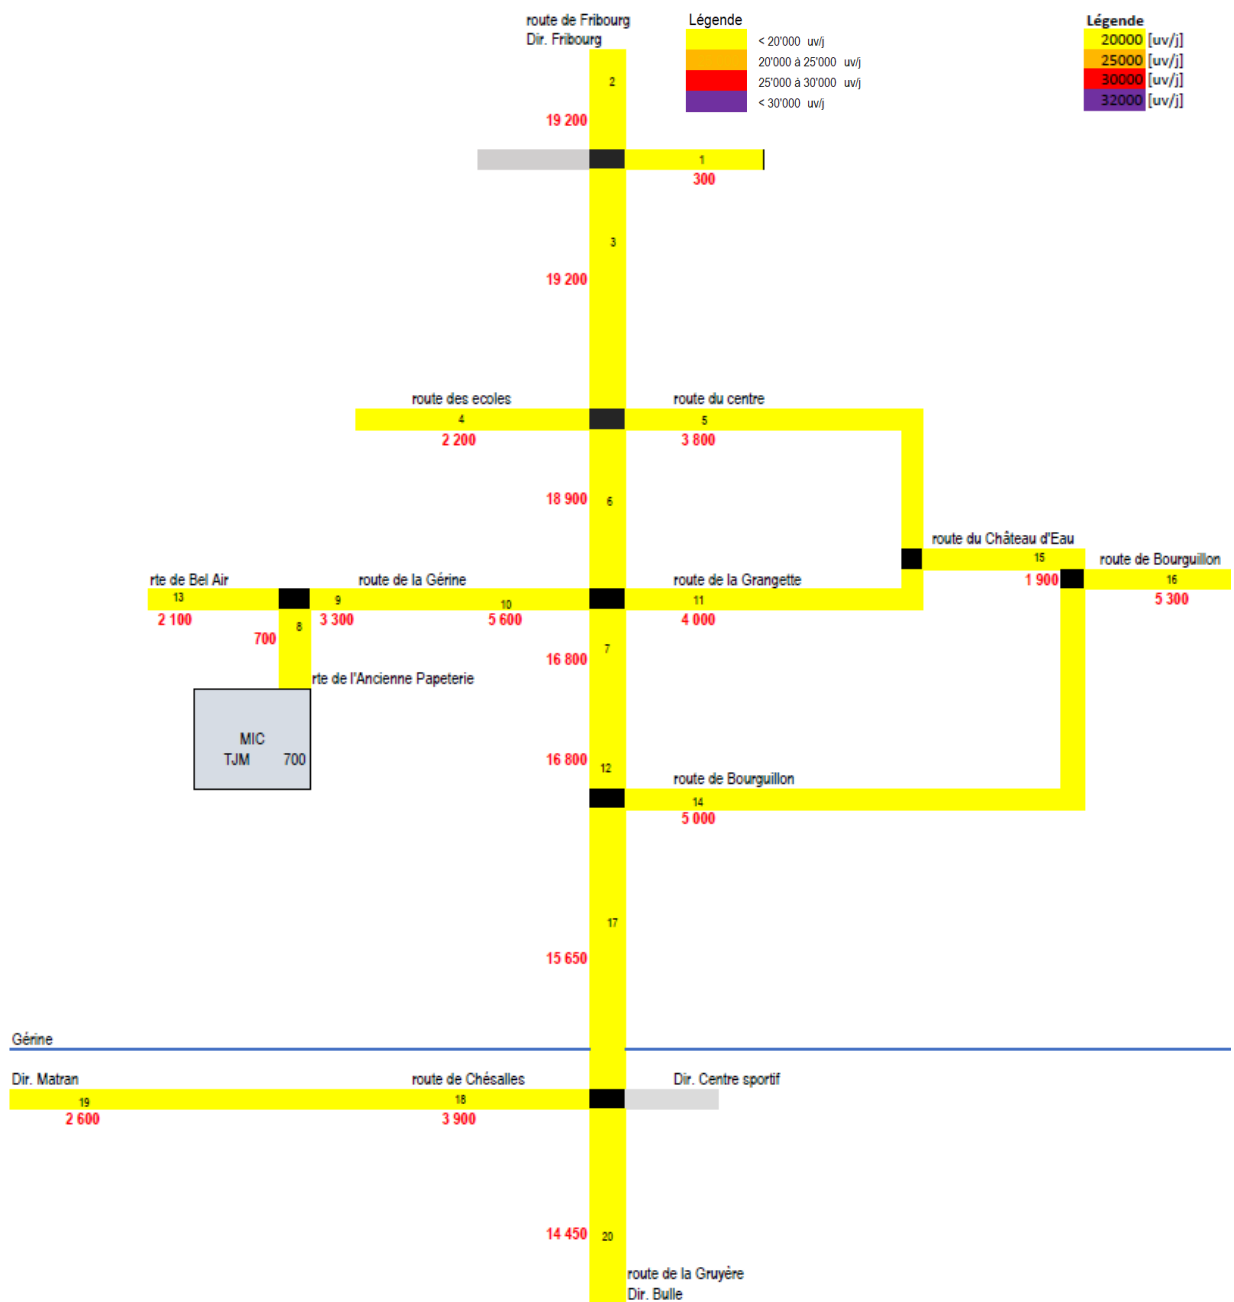 route de Fribourg
Dir. Fribourg
Légende
< 20'000 uv/j
20'000 à 25'000 uv/j
25'000 à 30'000 uv/j
< 30'000 uv/j
Légende
20000 [uv/j]
25000 [uv/j]
30000 [uv/j]
32000 [uv/j]
2
19 200
1
300
3
19 200
route des ecoles
route du centre
4
5
2 200
3 800
18 900
6
route du Château d'Eau
15
route de Bourguillon
1 900
16
5 300
rte de Bel Air
route de la Gérine
route de la Grangette
13
9
10
11
2 100
3 300
5 600
4 000
8
700
7
16 800
rte de l'Ancienne Papeterie
MIC
TJM 700
16 800
12
route de Bourguillon
14
5 000
17
15 650
Gérine
Dir. Matran
route de Chésalles
Dir. Centre sportif
19
18
2 600
3 900
14 450
20
route de la Gruyère
Dir. Bulle